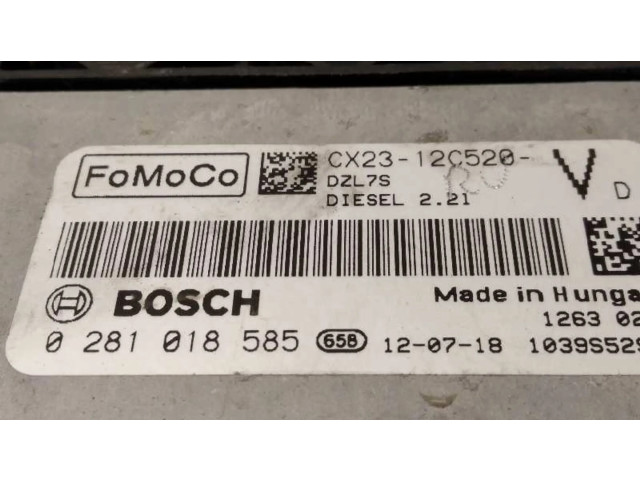 FoMoCo CX23-12C520- V D
DZL7S
DIESEL 2.2l
BOSCH Made in Hunga
1263 02
0 281 018 585 658 12-07-18 1039S529